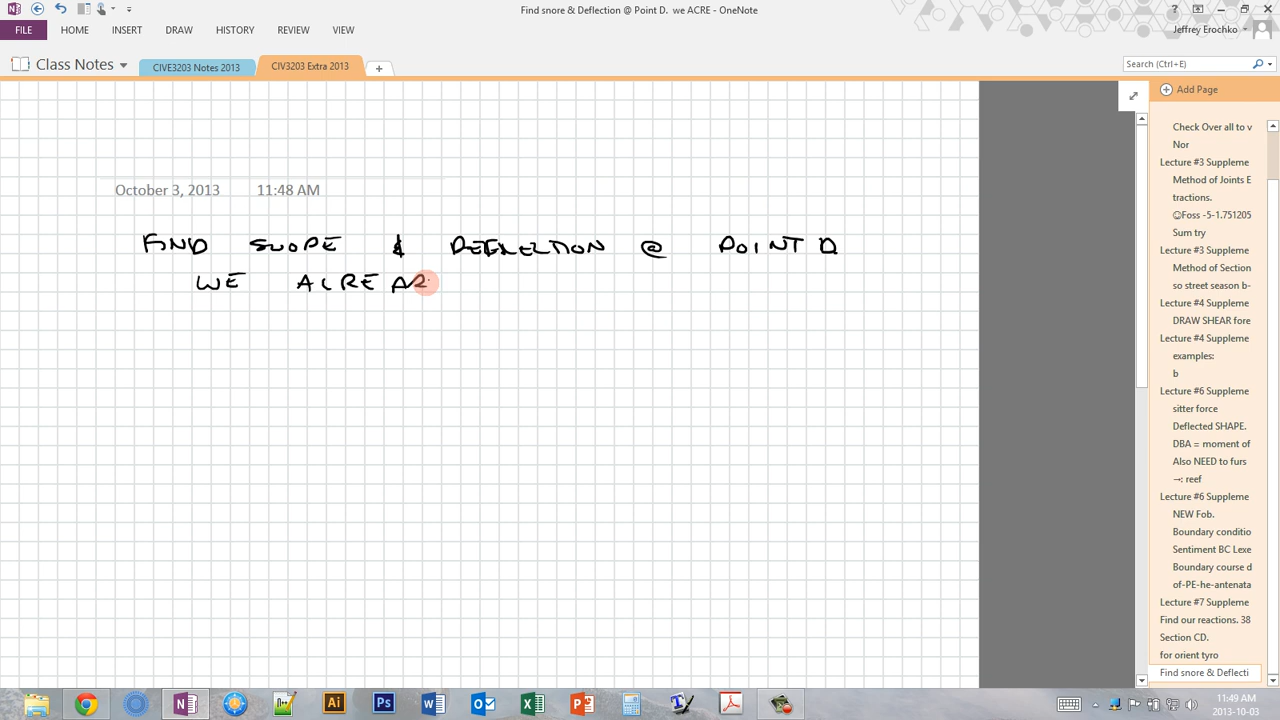 Find snore & Deflection @ Point D.  we ACRE - OneNote
FILE HOME INSERT DRAW HISTORY REVIEW VIEW
Jeffrey Erochko
Class Notes CIVE3203 Notes 2013 CIV3203 Extra 2013
Search (Ctrl+E)
Add Page
October 3, 2013 11:48 AM
FIND SLOPE & DEFLECTION @ POINT D
WE
Check Over all to v
Nor
Lecture #3 Suppleme
Method of Joints E
tractions.
☺Foss -5-1.751205
Sum try
Lecture #3 Suppleme
Method of Section
so street season b-
Lecture #4 Suppleme
DRAW SHEAR fore
Lecture #4 Suppleme
examples:
b
Lecture #6 Suppleme
sitter force
Deflected SHAPE.
DBA = moment of
Also NEED to furs
→: reef
Lecture #6 Suppleme
NEW Fob.
Boundary conditio
Sentiment BC Lexe
Boundary course d
of-PE-he-antenata
Lecture #7 Suppleme
Find our reactions. 38
Section CD.
for orient tyro
Find snore & Deflecti
11:49 AM
2013-10-03